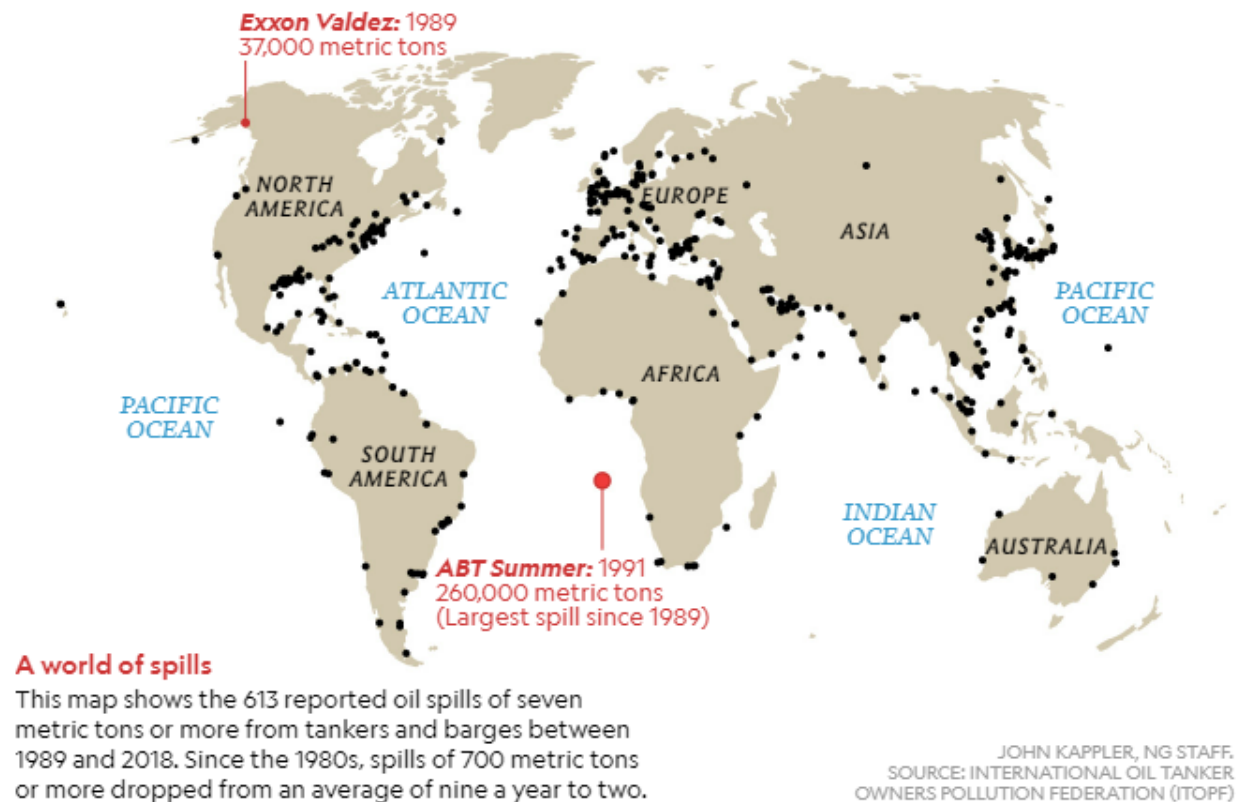 Exxon Valdez: 1989
37,000 metric tons
NORTH
AMERICA
EUROPE
ASIA
ATLANTIC
OCEAN
PACIFIC
OCEAN
AFRICA
PACIFIC
OCEAN
SOUTH
AMERICA
INDIAN
OCEAN
AUSTRALIA
ABT Summer: 1991
260,000 metric tons
(Largest spill since 1989)
A world of spills
This map shows the 613 reported oil spills of seven
metric tons or more from tankers and barges between
1989 and 2018. Since the 1980s, spills of 700 metric tons
or more dropped from an average of nine a year to two.
JOHN KAPPLER, NG STAFF.
SOURCE: INTERNATIONAL OIL TANKER
OWNERS POLLUTION FEDERATION (ITOPF)